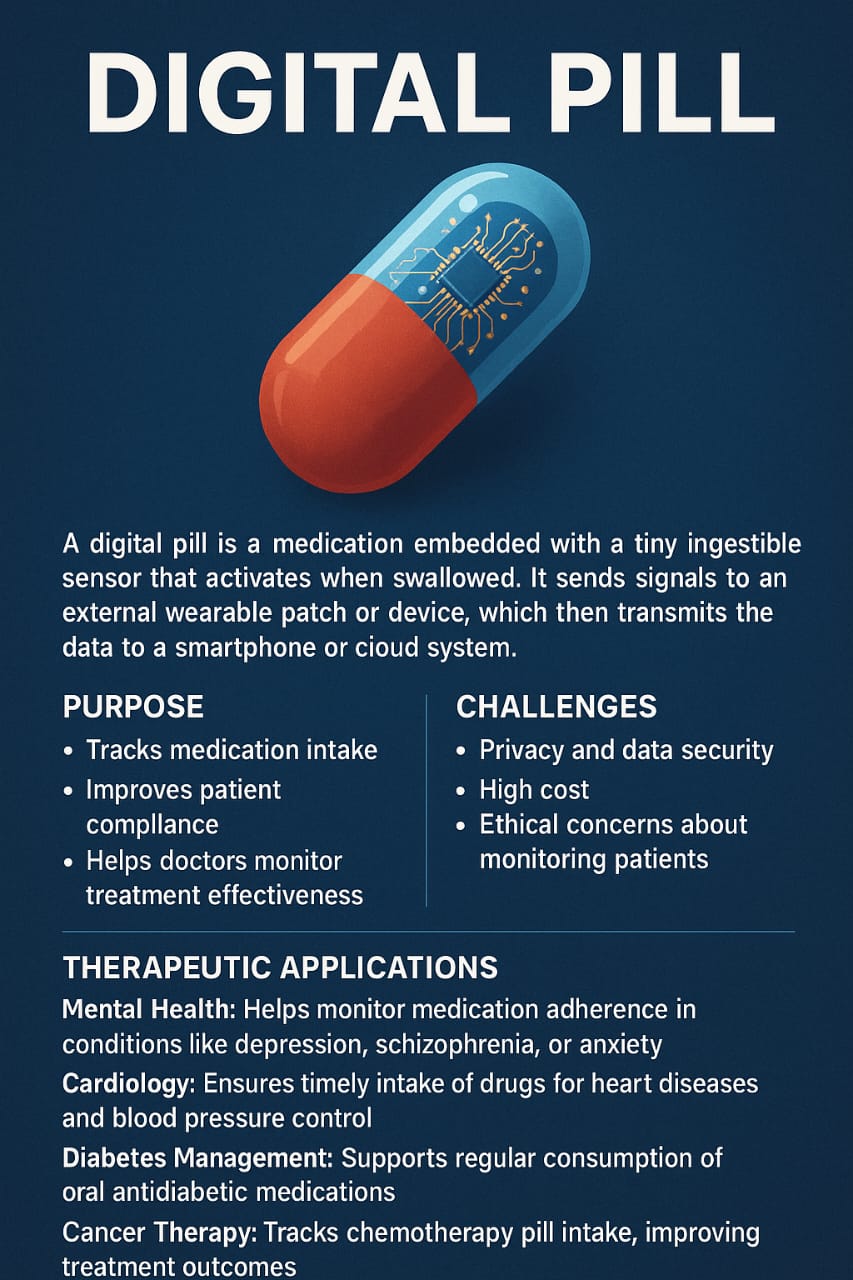 DIGITAL PILL
A digital pill is a medication embedded with a tiny ingestible
sensor that activates when swallowed. It sends signals to an
external wearable patch or device, which then transmits the
data to a smartphone or cloud system.
PURPOSE
• Tracks medication intake
• Improves patient
compllance
• Helps doctors monitor
treatment effectiveness
CHALLENGES
• Privacy and data security
• High cost
• Ethical concerns about
monitoring patients
THERAPEUTIC APPLICATIONS
Mental Health: Helps monitor medication adherence in
conditions like depression, schizophrenia, or anxiety
Cardiology: Ensures timely intake of drugs for heart diseases
and blood pressure control
Diabetes Management: Supports regular consumption of
oral antidiabetic medications
Cancer Therapy: Tracks chemotherapy pill intake, improving
treatment outcomes